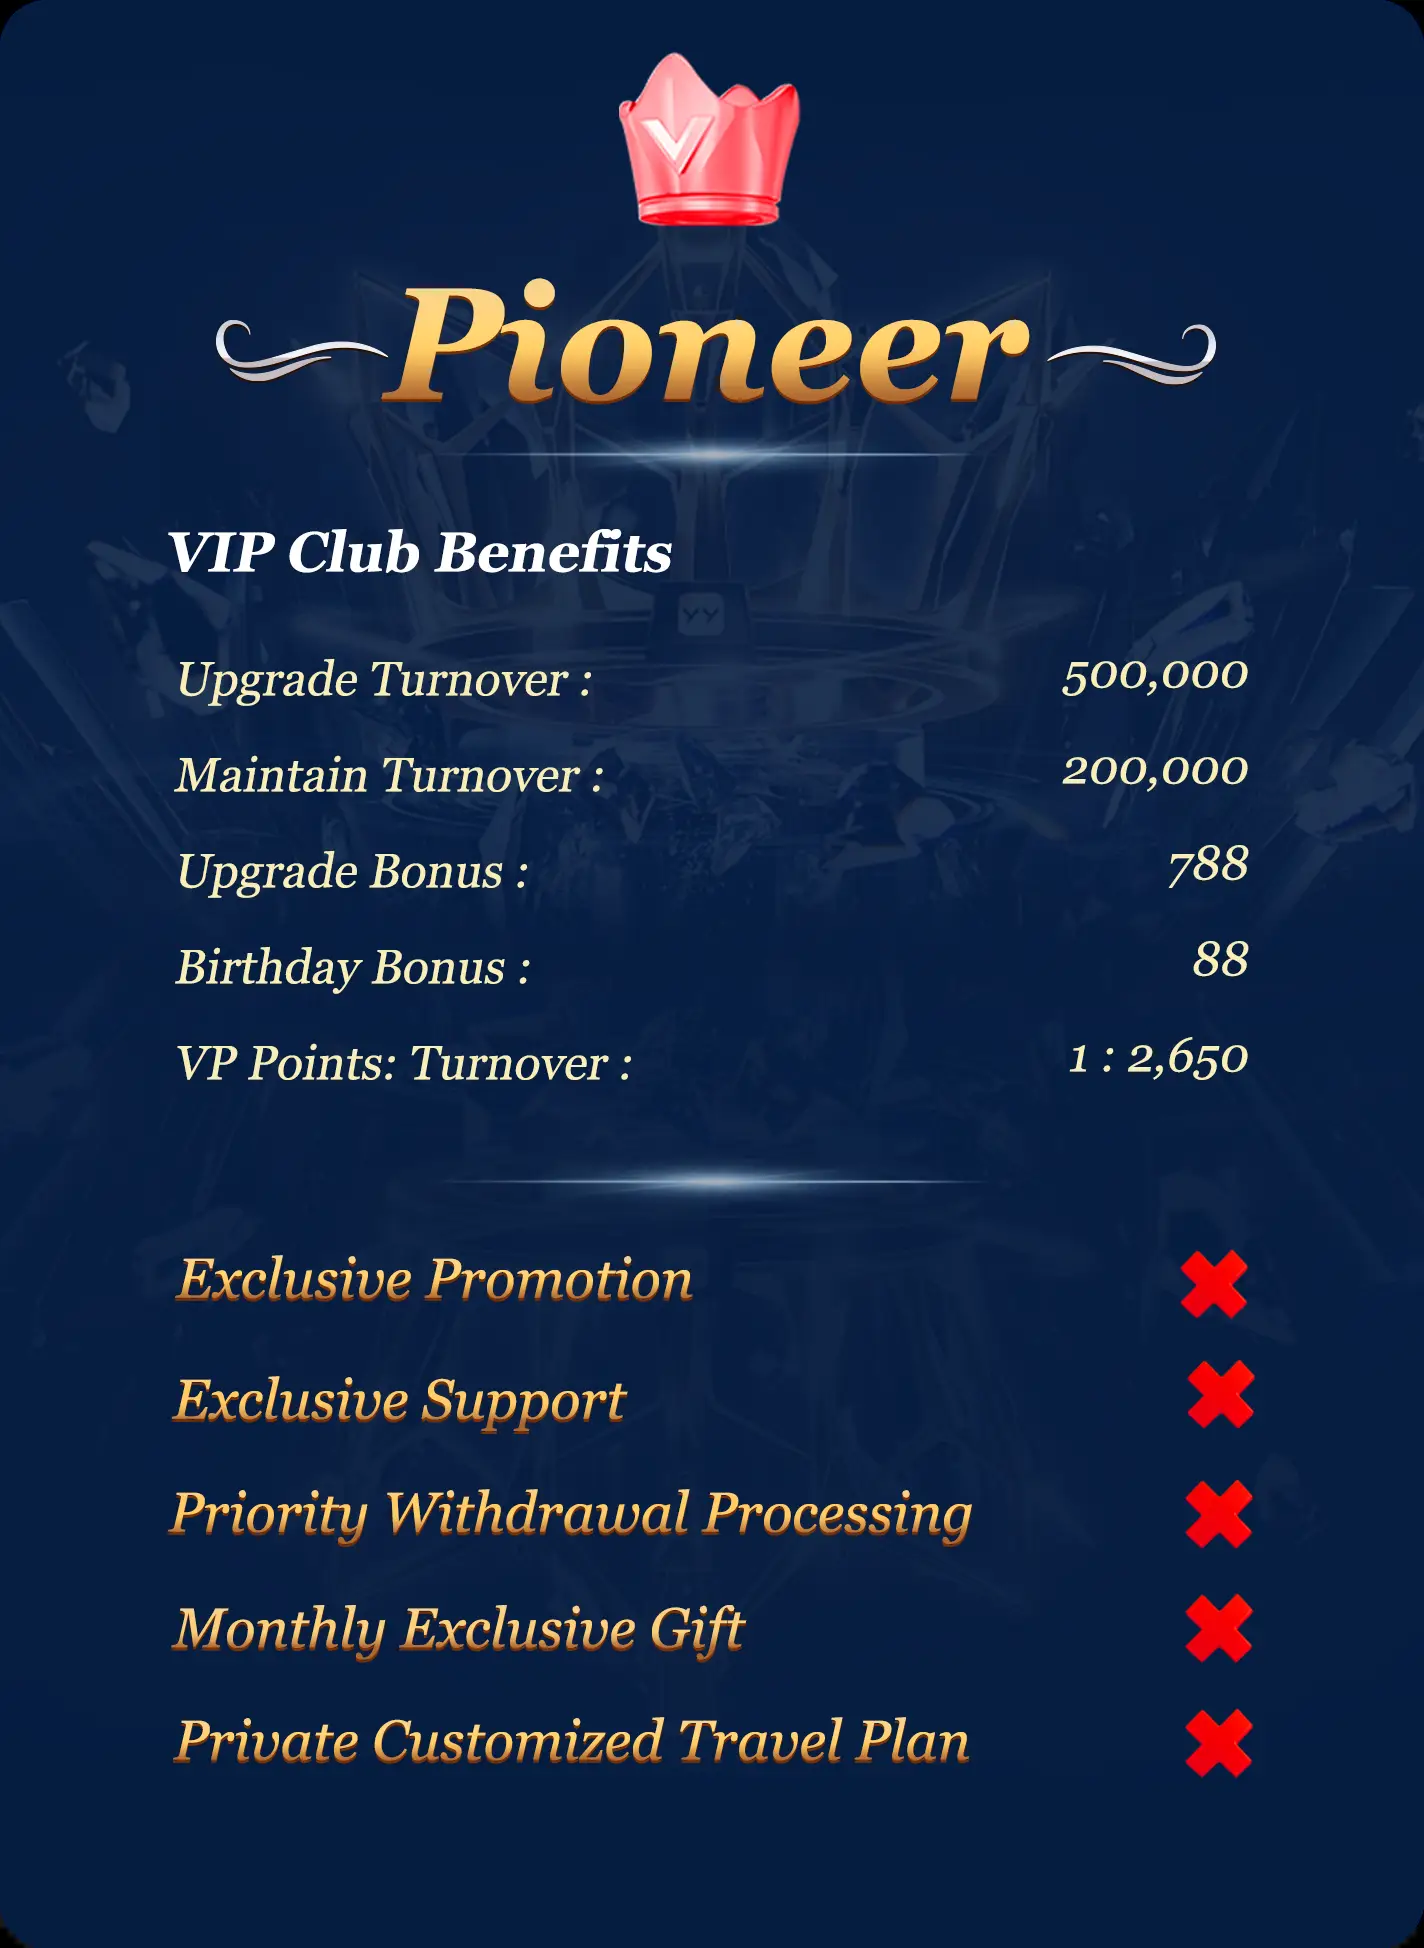 V
Pioneer
VIP Club Benefits
Upgrade Turnover : 500,000
Maintain Turnover : 200,000
Upgrade Bonus : 788
Birthday Bonus : 88
VP Points: Turnover : 1 : 2,650
Exclusive Promotion
Exclusive Support
Priority Withdrawal Processing
Monthly Exclusive Gift
Private Customized Travel Plan